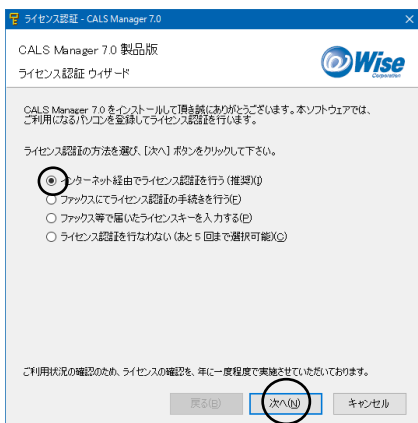 ライセンス認証 - CALS Manager 7.0
CALS Manager 7.0 製品版
ライセンス認証 ウィザード
Wise
Corporation
CALS Manager 7.0 をインストールして頂き誠にありがとうございます。本ソフトウェアでは、
ご利用になるパソコンを登録してライセンス認証を行います。
ライセンス認証の方法を選び、[次へ] ボタンをクリックして下さい。
インターネット経由でライセンス認証を行う (推奨)(I)
ファックスにてライセンス認証の手続きを行う(F)
ファックス等で届いたライセンスキーを入力する(P)
ライセンス認証を行なわない (あと 5 回まで選択可能)(C)
ご利用状況の確認のため、ライセンスの確認を、年に一度程度で実施させていただいております。
戻る(B)
次へ(N)
キャンセル